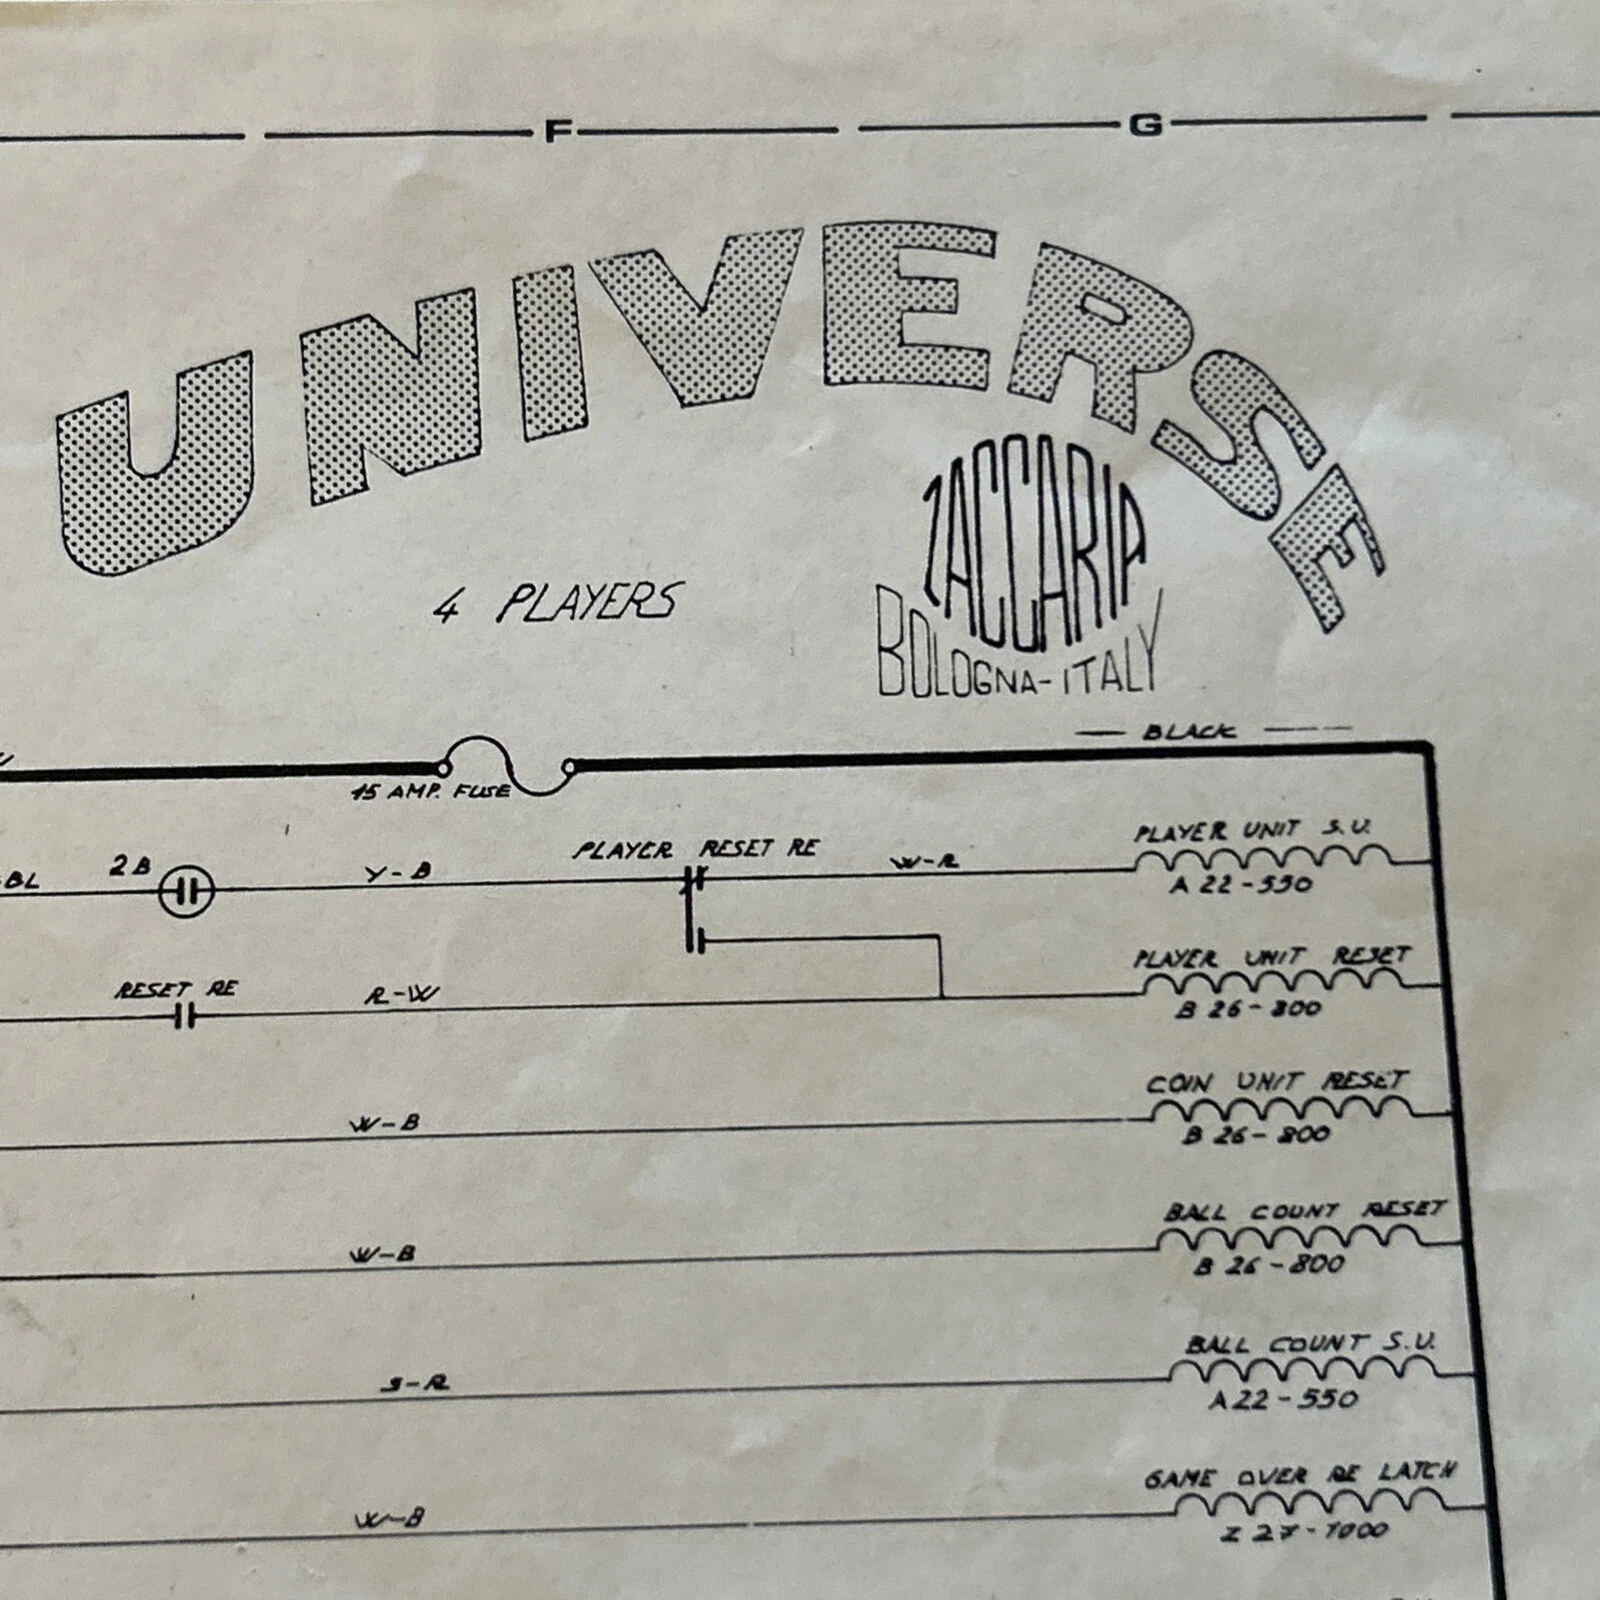 F G
UNIVERSE
4 PLAYERS
ZACCARIA
BOLOGNA-ITALY
BLACK
15 AMP. FUSE
PLAYER UNIT S.U.
BL 2B Y-B PLAYER RESET RE W-R
A 22-550
PLAYER UNIT RESET
RESET RE R-W
B 26-800
COIN UNIT RESET
W-B
B 26-800
BALL COUNT RESET
W-B
B 26-800
BALL COUNT S.U.
S-R
A 22-550
GAME OVER RE LATCH
W-B
Z 27-1000